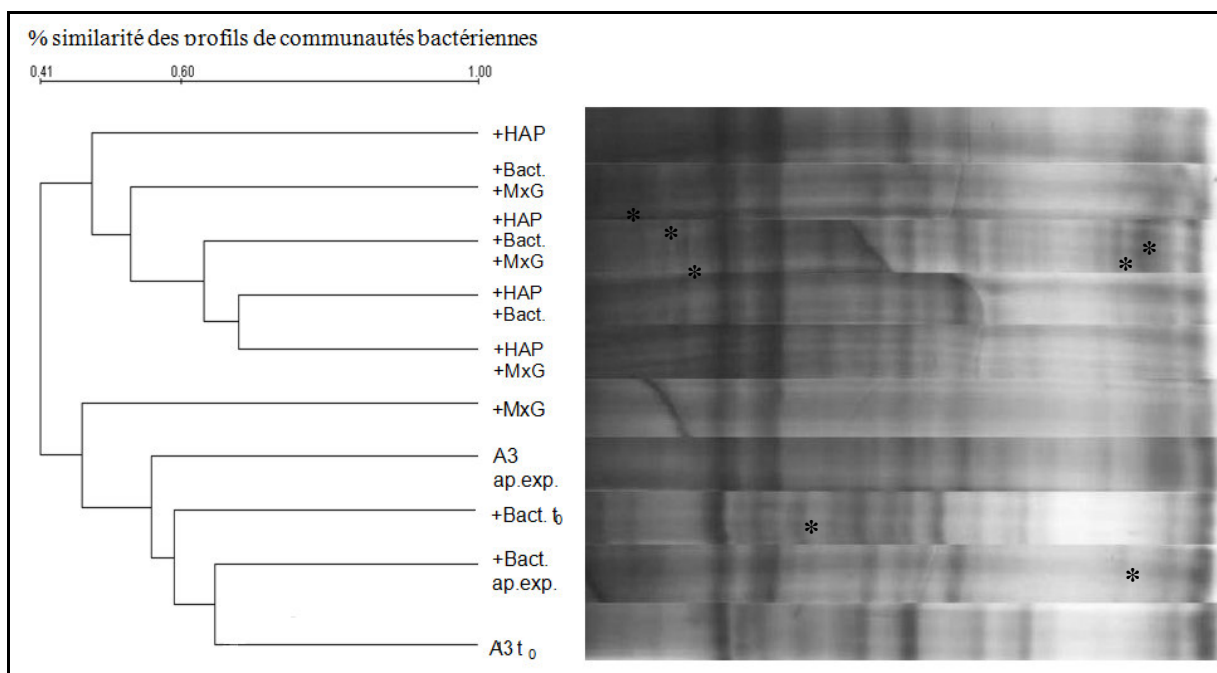 % similarité des profils de communautés bactériennes
0.41 0.60 1.00
+HAP
+Bact.
+MxG
+HAP
+Bact.
+MxG
+HAP
+Bact.
+HAP
+MxG
+MxG
A3
ap.exp.
+Bact. t₀
+Bact.
ap.exp.
A3 t₀
*
*
*
*
*
*
*